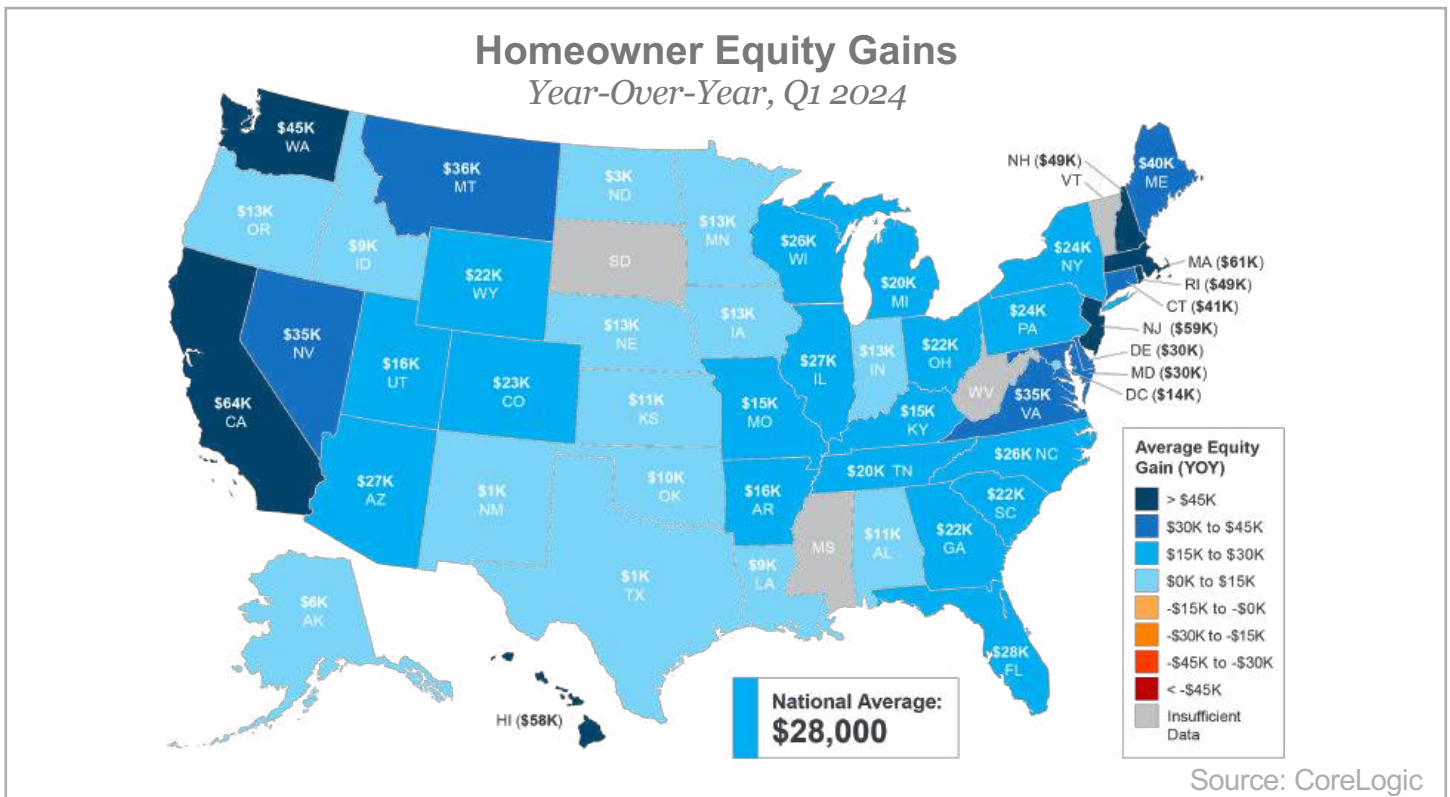 Homeowner Equity Gains
Year-Over-Year, Q1 2024
$45K
WA
$36K
MT
$3K
ND
$13K
MN
$13K
OR
$9K
ID
$22K
WY
SD
$26K
WI
$20K
MI
$24K
NY
NH ($49K)
VT
$40K
ME
MA ($61K)
RI ($49K)
CT ($41K)
NJ ($59K)
DE ($30K)
MD ($30K)
DC ($14K)
$35K
NV
$16K
UT
$23K
CO
$13K
NE
$13K
IA
$27K
IL
$13K
IN
$22K
OH
$24K
PA
WV
$35K
VA
$64K
CA
$11K
KS
$15K
MO
$15K
KY
$27K
AZ
$1K
NM
$10K
OK
$16K
AR
$20K TN
$26K NC
$22K
SC
$1K
TX
$9K
LA
MS
$11K
AL
$22K
GA
$28K
FL
$6K
AK
HI ($58K)
National Average:
$28,000
Average Equity
Gain (YOY)
> $45K
$30K to $45K
$15K to $30K
$0K to $15K
-$15K to -$0K
-$30K to -$15K
-$45K to -$30K
< -$45K
Insufficient
Data
Source: CoreLogic